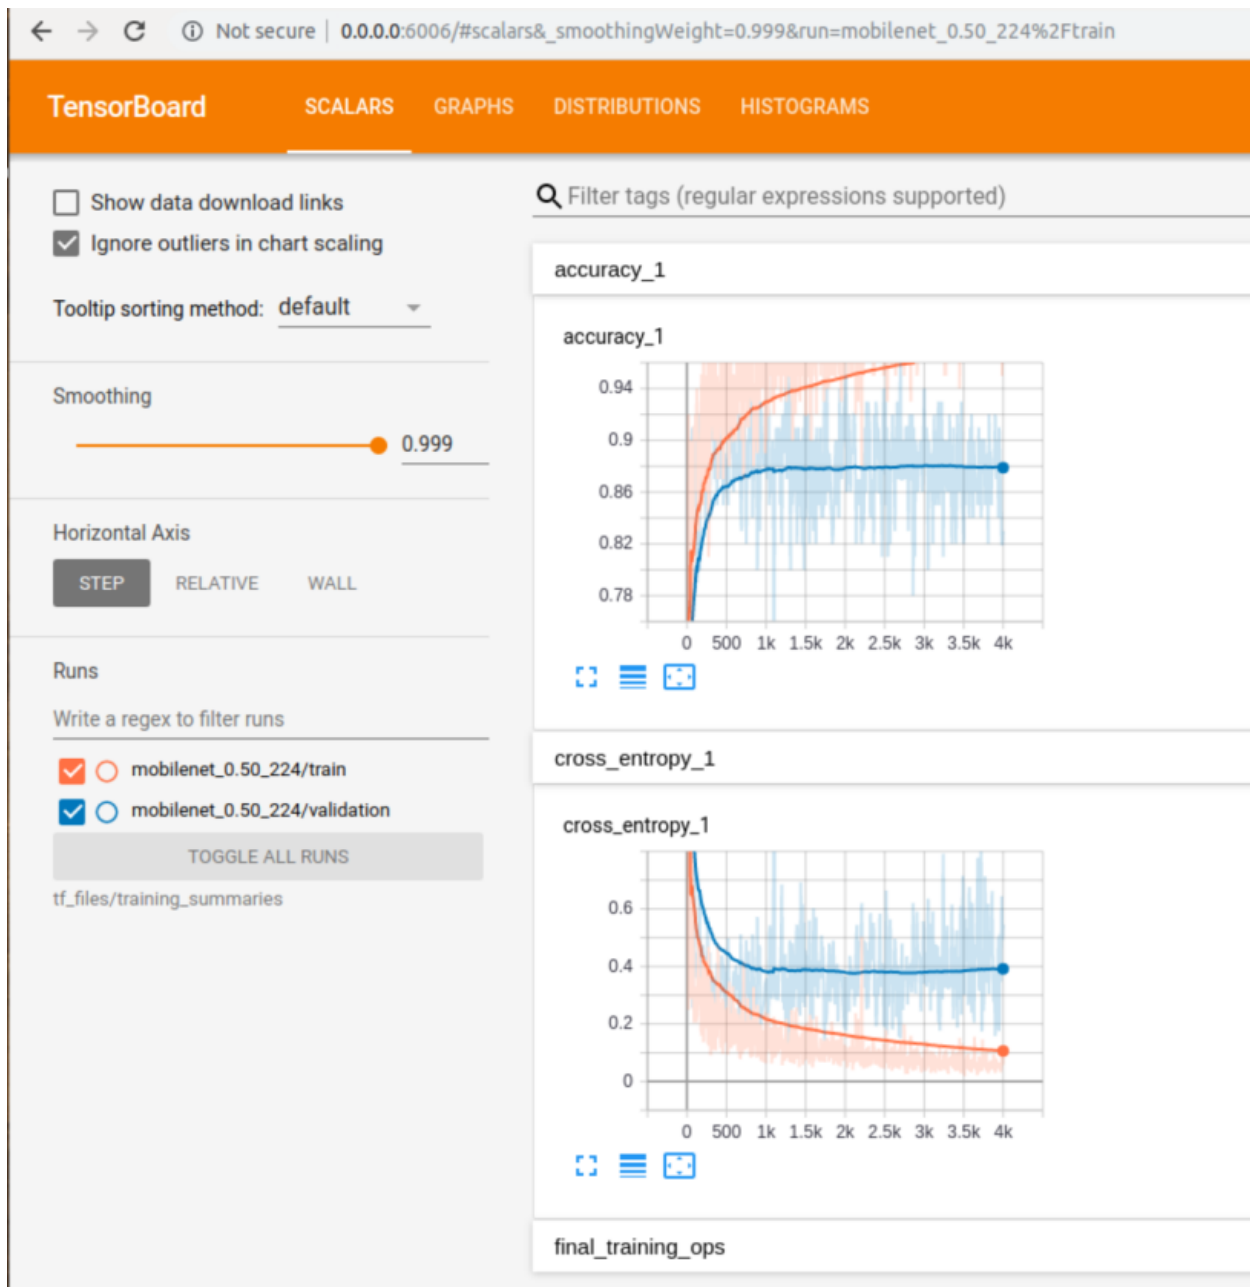 Not secure | 0.0.0.0:6006/#scalars&_smoothingWeight=0.999&run=mobilenet_0.50_224%2Ftrain
TensorBoard SCALARS GRAPHS DISTRIBUTIONS HISTOGRAMS
Show data download links
Ignore outliers in chart scaling
Tooltip sorting method: default
Smoothing
0.999
Horizontal Axis
STEP RELATIVE WALL
Runs
Write a regex to filter runs
mobilenet_0.50_224/train
mobilenet_0.50_224/validation
TOGGLE ALL RUNS
tf_files/training_summaries
Filter tags (regular expressions supported)
accuracy_1
accuracy_1
0.94
0.9
0.86
0.82
0.78
0 500 1k 1.5k 2k 2.5k 3k 3.5k 4k
cross_entropy_1
cross_entropy_1
0.6
0.4
0.2
0
0 500 1k 1.5k 2k 2.5k 3k 3.5k 4k
final_training_ops